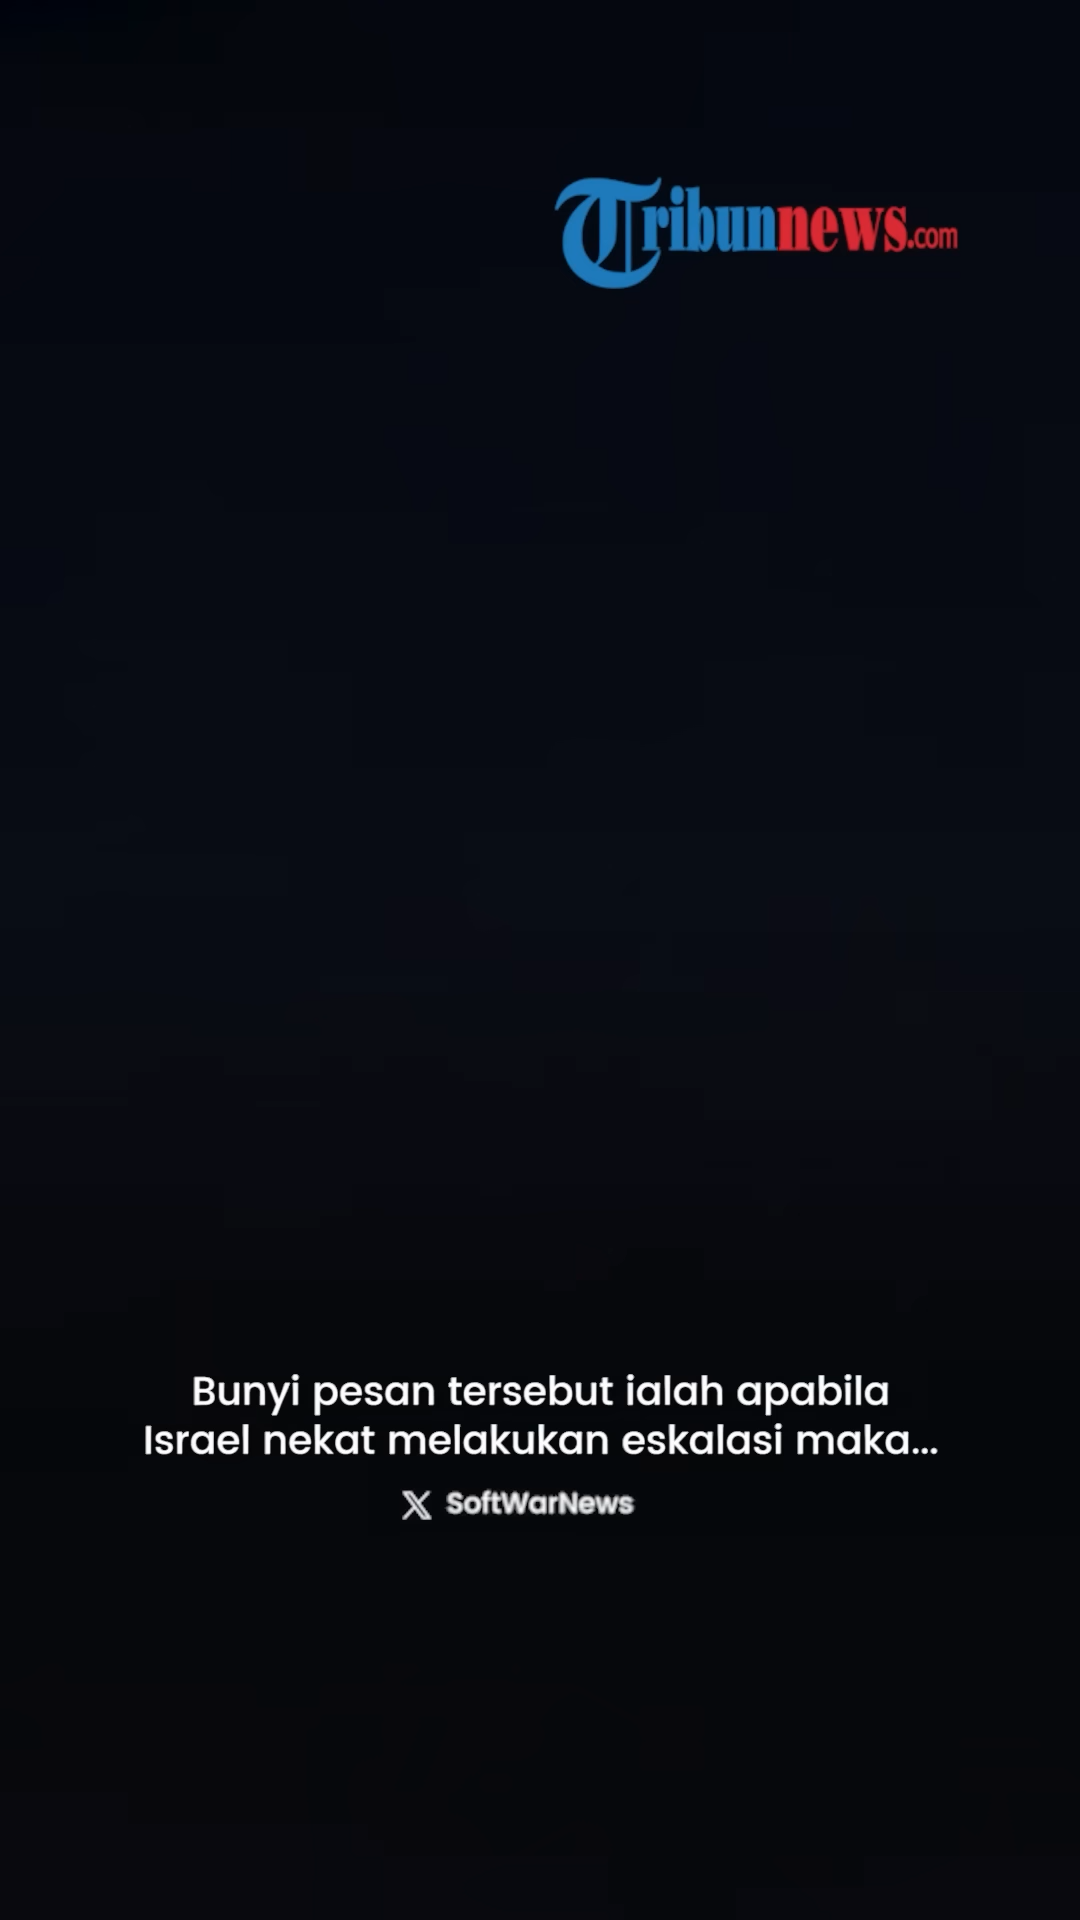 Tribunnews.com
Bunyi pesan tersebut ialah apabila
Israel nekat melakukan eskalasi maka...
X SoftWarNews